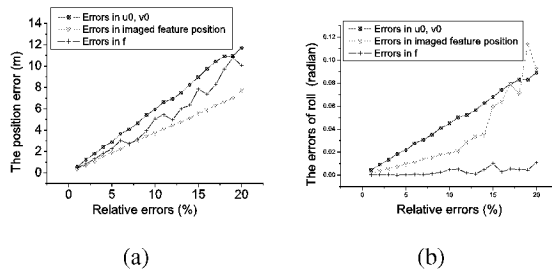 Errors in u0, v0
Errors in imaged feature position
Errors in f
The position error (m)
14
12
10
8
6
4
2
0
0
5
10
15
20
Relative errors (%)
(a)
Errors in u0, v0
Errors in imaged feature position
Errors in f
The errors of roll (radian)
0.12
0.10
0.08
0.06
0.04
0.02
0.00
0
5
10
15
20
Relative errors (%)
(b)